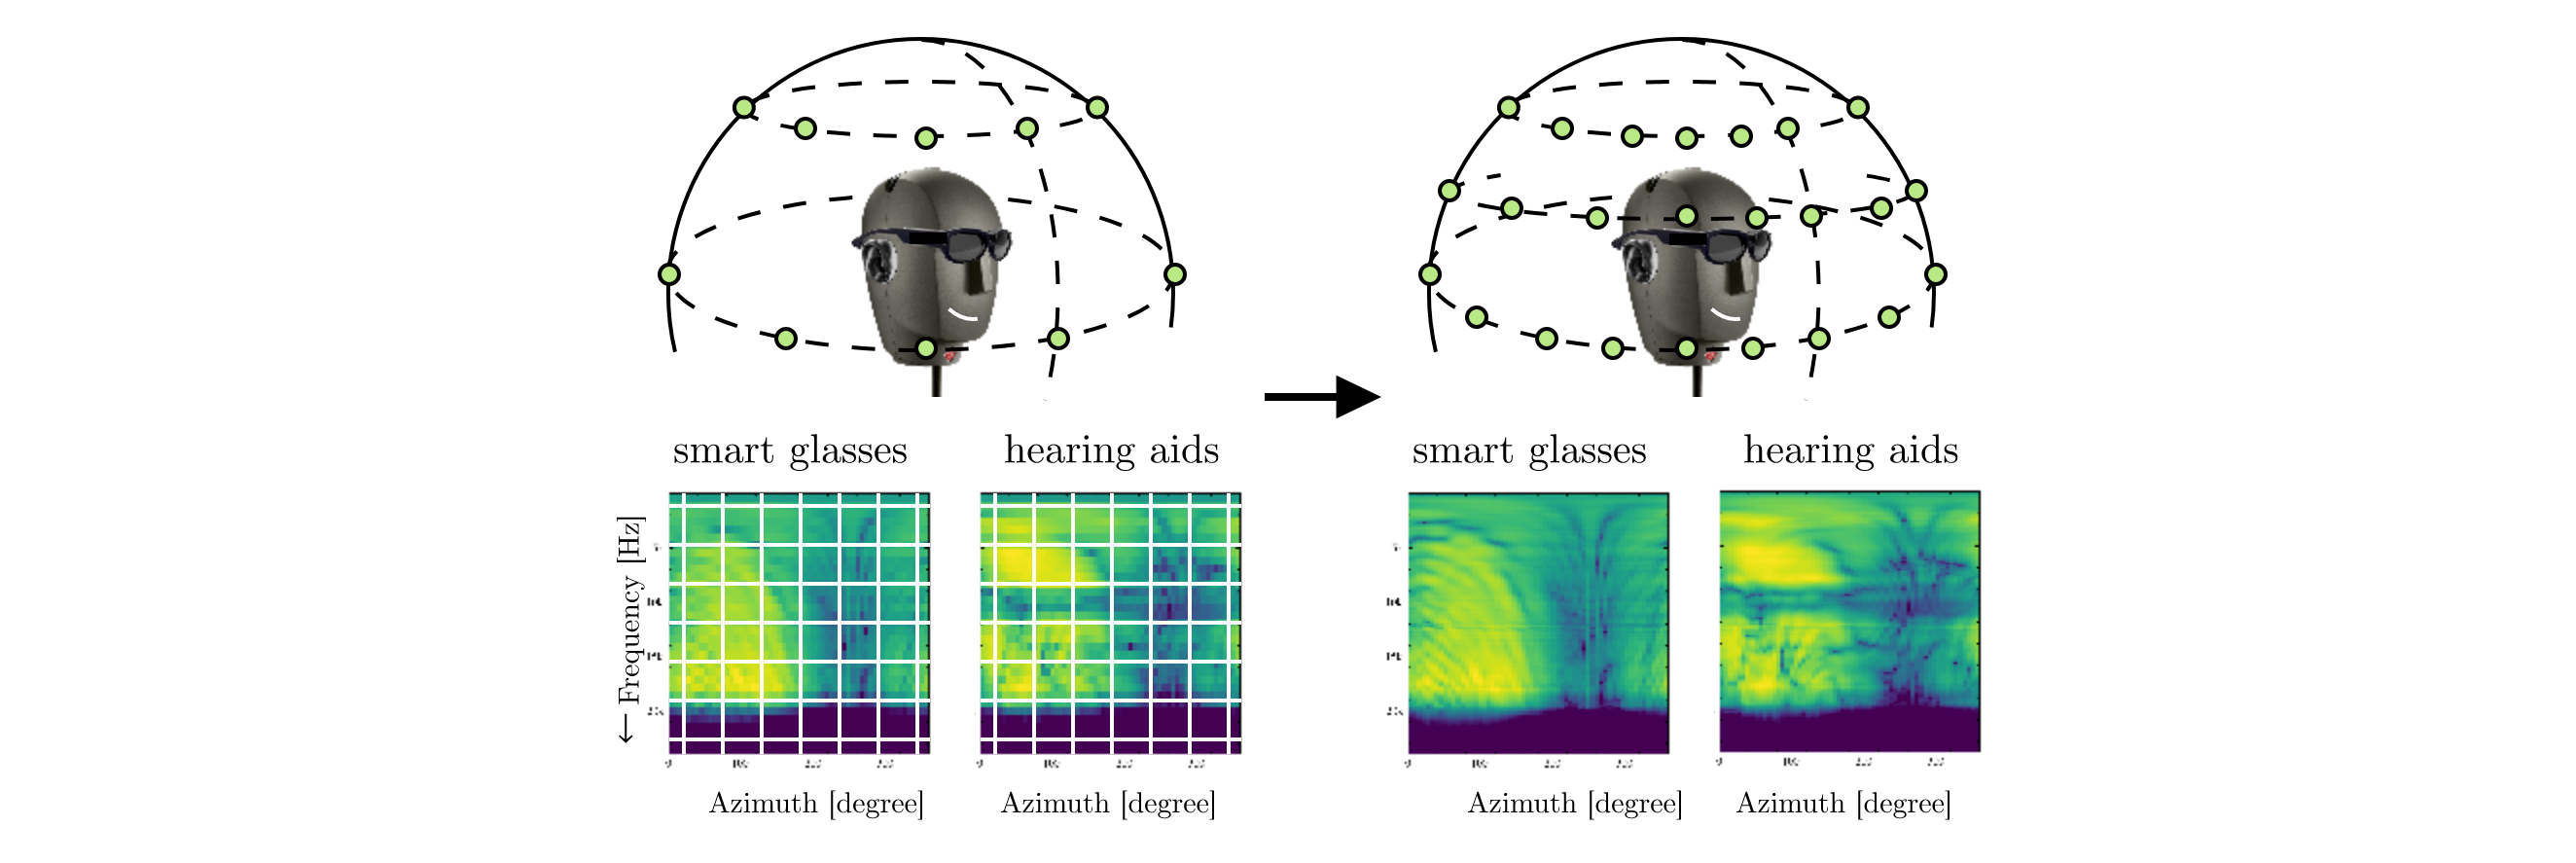 smart glasses
hearing aids
smart glasses
hearing aids
← Frequency [Hz]
Azimuth [degree]
Azimuth [degree]
Azimuth [degree]
Azimuth [degree]